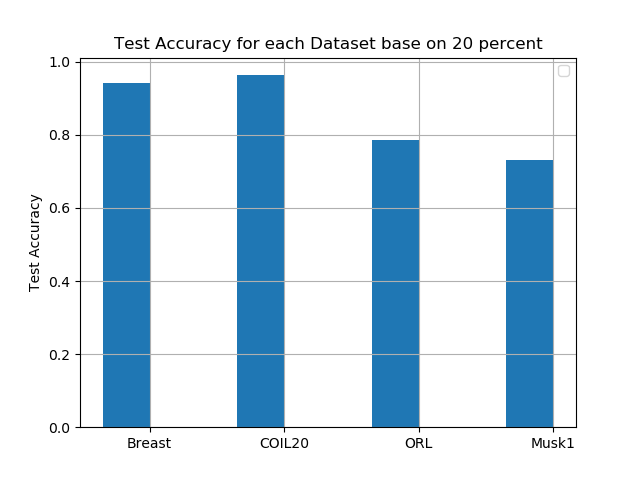 Test Accuracy for each Dataset base on 20 percent
1.0
0.8
0.6
0.4
0.2
0.0
Test Accuracy
Breast
COIL20
ORL
Musk1